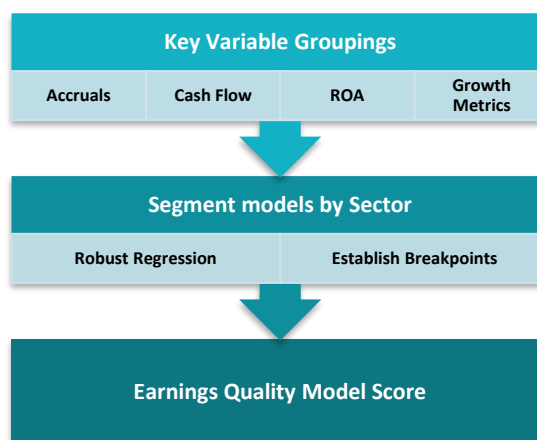 Key Variable Groupings
Accruals
Cash Flow
ROA
Growth
Metrics
Segment models by Sector
Robust Regression
Establish Breakpoints
Earnings Quality Model Score